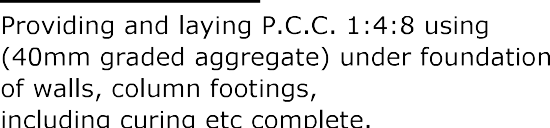 Providing and laying P.C.C. 1:4:8 using
(40mm graded aggregate) under foundation
of walls, column footings,
including curing etc complete.